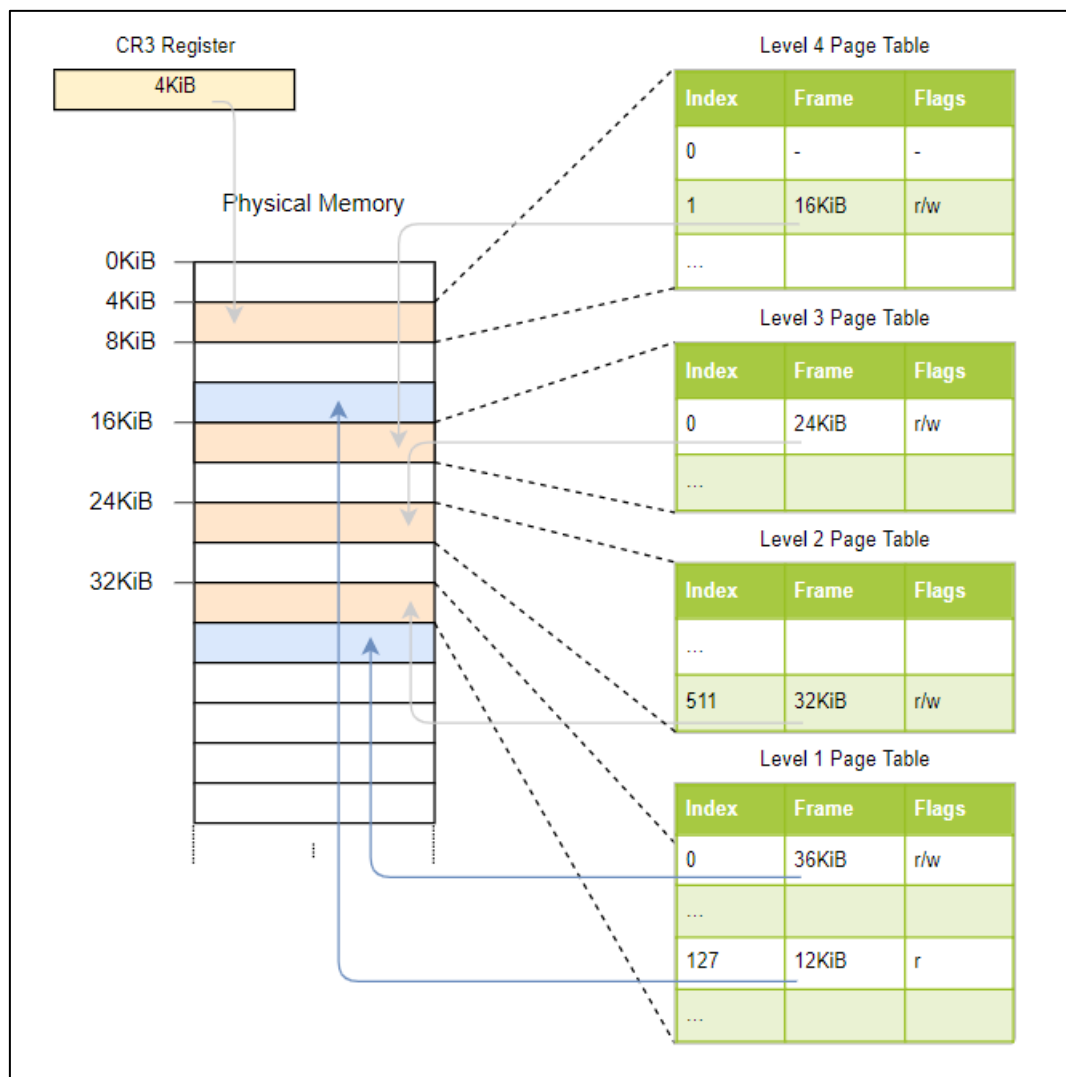 CR3 Register
4KiB
Physical Memory
0KiB
4KiB
8KiB
16KiB
24KiB
32KiB
Level 4 Page Table
Index Frame Flags
0 - -
1 16KiB r/w
...
Level 3 Page Table
Index Frame Flags
0 24KiB r/w
...
Level 2 Page Table
Index Frame Flags
...
511 32KiB r/w
Level 1 Page Table
Index Frame Flags
0 36KiB r/w
...
127 12KiB r
...